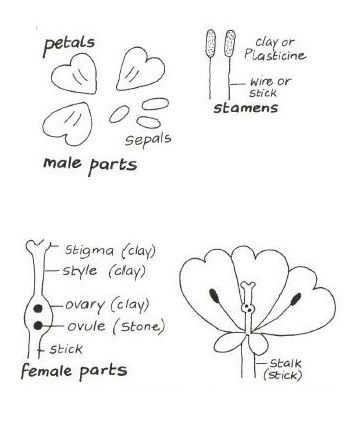 petals
sepals
male parts
clay or
Plasticine
wire or
stick
stamens
Stigma (clay)
style (clay)
ovary (clay)
ovule (Stone)
stick
female parts
Stalk
(stick)